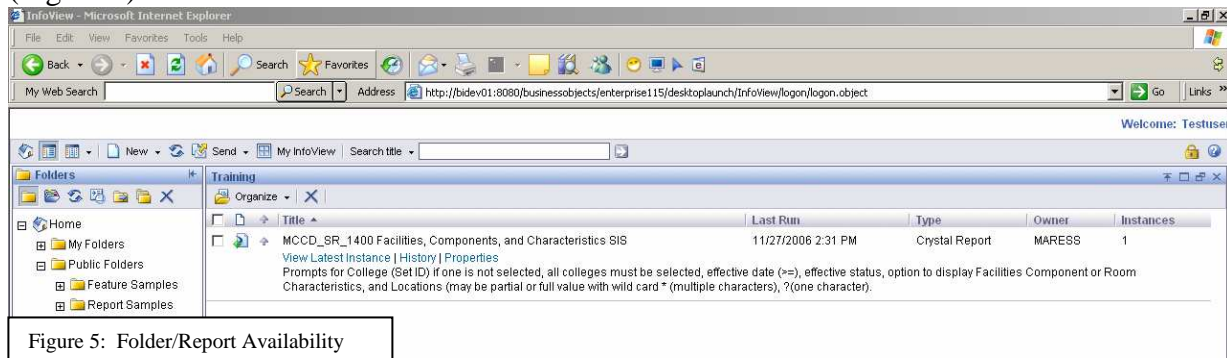 InfoView - Microsoft Internet Explorer
File Edit View Favorites Tools Help
Back Search Favorites
My Web Search Search Address http://bidev01:8080/businessobjects/enterprise115/desktoplaunch/InfoView/logon/logon.object Go Links »
Welcome: Testuser
New Send My InfoView Search title
Folders Training
Organize
Title Last Run Type Owner Instances
Home
MCCD_SR_1400 Facilities, Components, and Characteristics SIS 11/27/2006 2:31 PM Crystal Report MARESS 1
My Folders
View Latest Instance | History | Properties
Public Folders
Prompts for College (Set ID) if one is not selected, all colleges must be selected, effective date (>=), effective status, option to display Facilities Component or Room
Characteristics, and Locations (may be partial or full value with wild card * (multiple characters), ?(one character).
Feature Samples
Report Samples
Figure 5: Folder/Report Availability